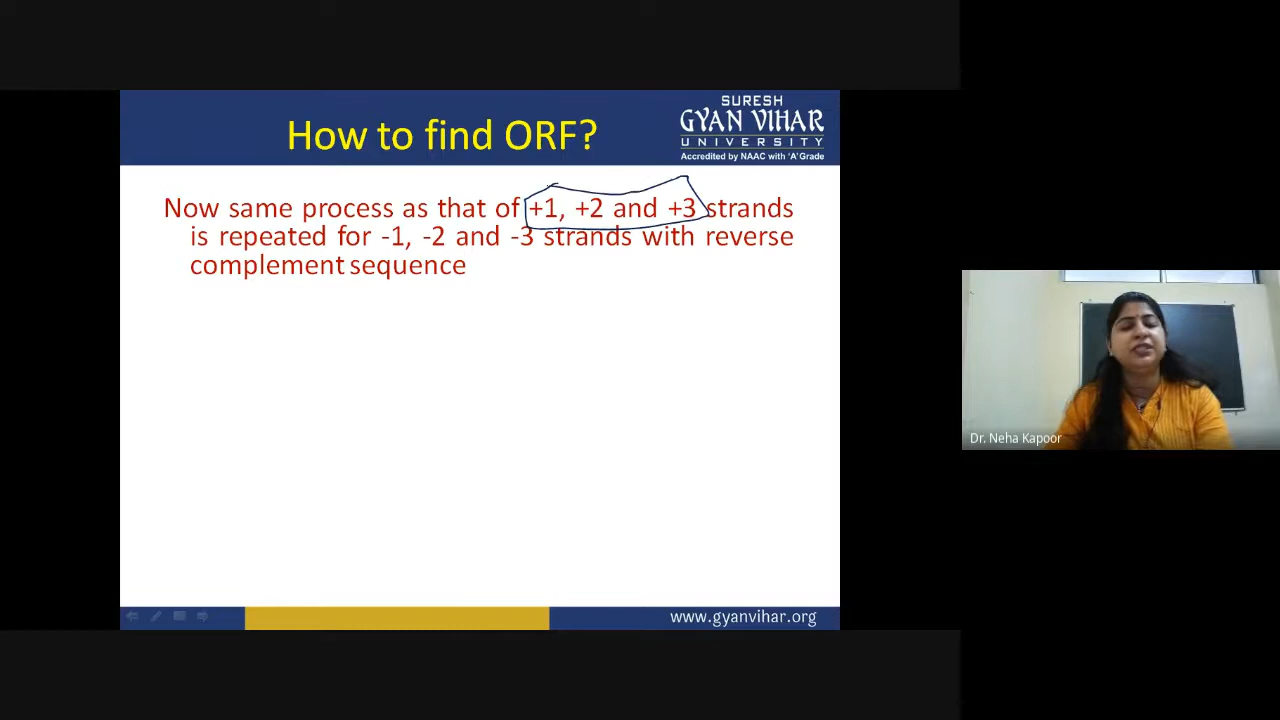 How to find ORF?
SURESH
GYAN VIHAR
UNIVERSITY
Accredited by NAAC with 'A' Grade
Now same process as that of +1, +2 and +3 strands
is repeated for -1, -2 and -3 strands with reverse
complement sequence
Dr. Neha Kapoor
www.gyanvihar.org